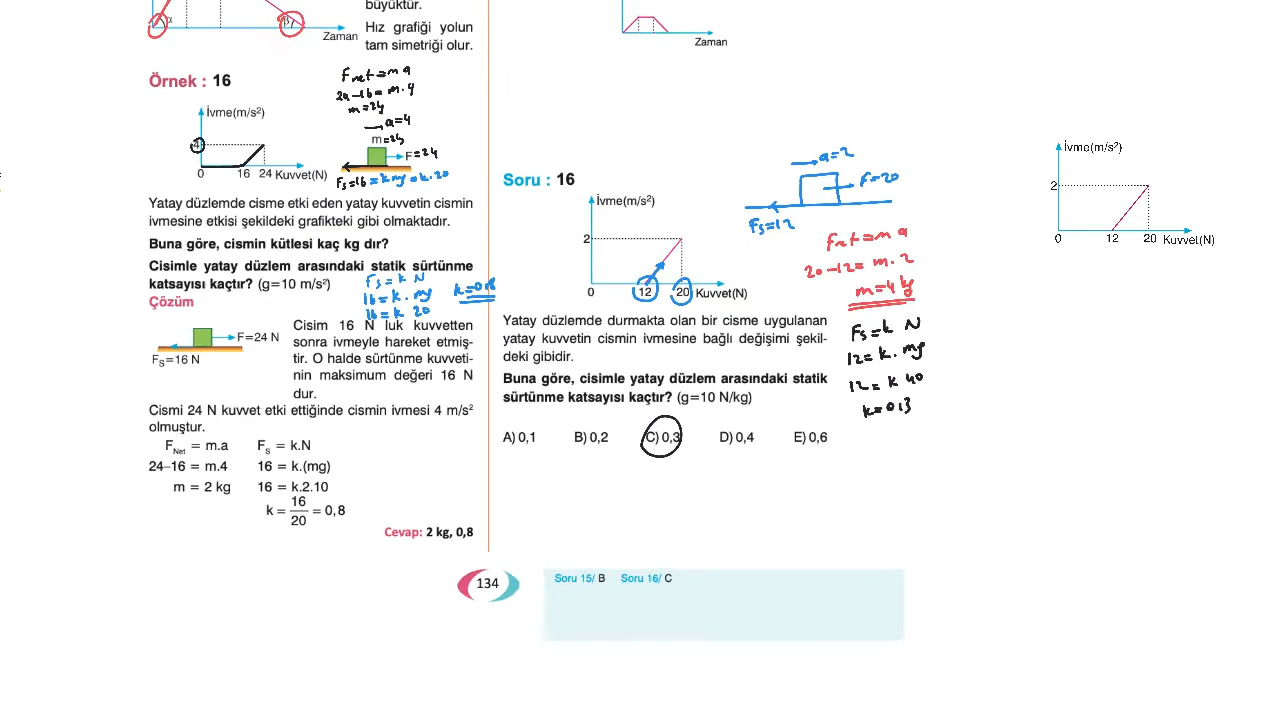 büyüktür.
Hız grafiği yolun
tam simetriği olur.
α
β
Zaman
Örnek : 16
İvme(m/s²)
4
0 16 24 Kuvvet(N)
Fnet = m a
24-16 = m.4
m = 2kg
a=4
m=2kg
F=24
Fs=16 = k mg = k.20
Yatay düzlemde cisme etki eden yatay kuvvetin cismin
ivmesine etkisi şekildeki grafikteki gibi olmaktadır.
Buna göre, cismin kütlesi kaç kg dır?
Cisimle yatay düzlem arasındaki statik sürtünme
katsayısı kaçtır? (g=10 m/s²)
Fs = k N
16 = k. mg
16 = k 20
k=0,8
Çözüm
F=24 N
FS=16 N
Cisim 16 N luk kuvvetten
sonra ivmeyle hareket etmiş-
tir. O halde sürtünme kuvveti-
nin maksimum değeri 16 N
dur.
Cismi 24 N kuvvet etki ettiğinde cismin ivmesi 4 m/s²
olmuştur.
FNet = m.a FS = k.N
24–16 = m.4 16 = k.(mg)
m = 2 kg 16 = k.2.10
k = 16/20 = 0,8
Cevap: 2 kg, 0,8
Zaman
Soru : 16
İvme(m/s²)
2
0 12 20 Kuvvet(N)
a=2
F=20
Fs=12
Fnet = m a
20-12 = m. 2
m=4 kg
Fs = k N
12 = k. mg
12 = k 40
k=0,3
Yatay düzlemde durmakta olan bir cisme uygulanan
yatay kuvvetin cismin ivmesine bağlı değişimi şekil-
deki gibidir.
Buna göre, cisimle yatay düzlem arasındaki statik
sürtünme katsayısı kaçtır? (g=10 N/kg)
A) 0,1 B) 0,2 C) 0,3 D) 0,4 E) 0,6
İvme(m/s²)
2
0 12 20 Kuvvet(N)
134
Soru 15/ B Soru 16/ C